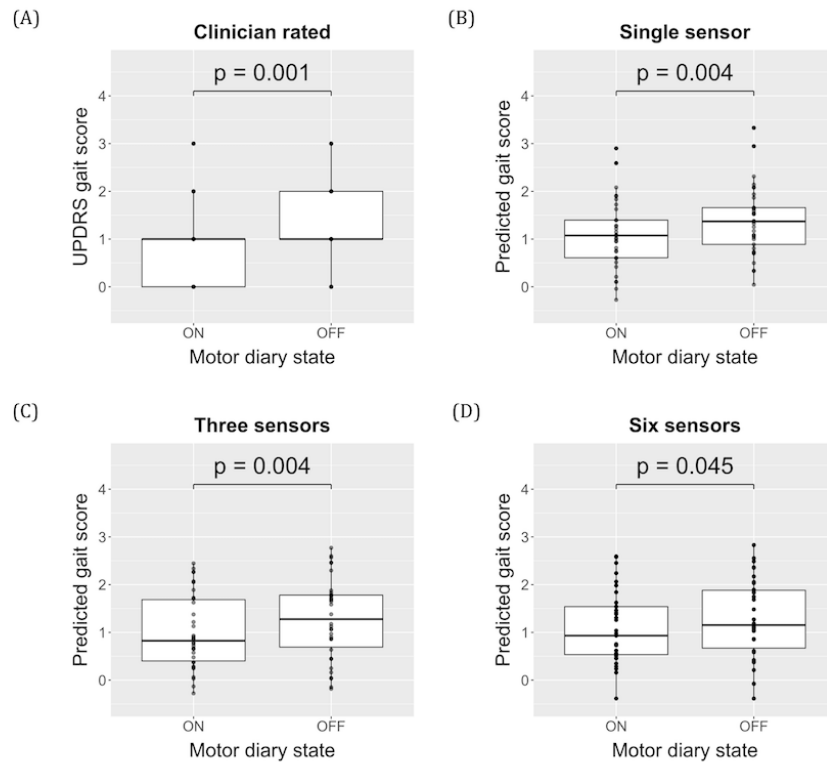 (A)
Clinician rated
p = 0.001
UPDRS gait score
4
3
2
1
0
ON OFF
Motor diary state
(B)
Single sensor
p = 0.004
Predicted gait score
4
3
2
1
0
ON OFF
Motor diary state
(C)
Three sensors
p = 0.004
Predicted gait score
4
3
2
1
0
ON OFF
Motor diary state
(D)
Six sensors
p = 0.045
Predicted gait score
4
3
2
1
0
ON OFF
Motor diary state